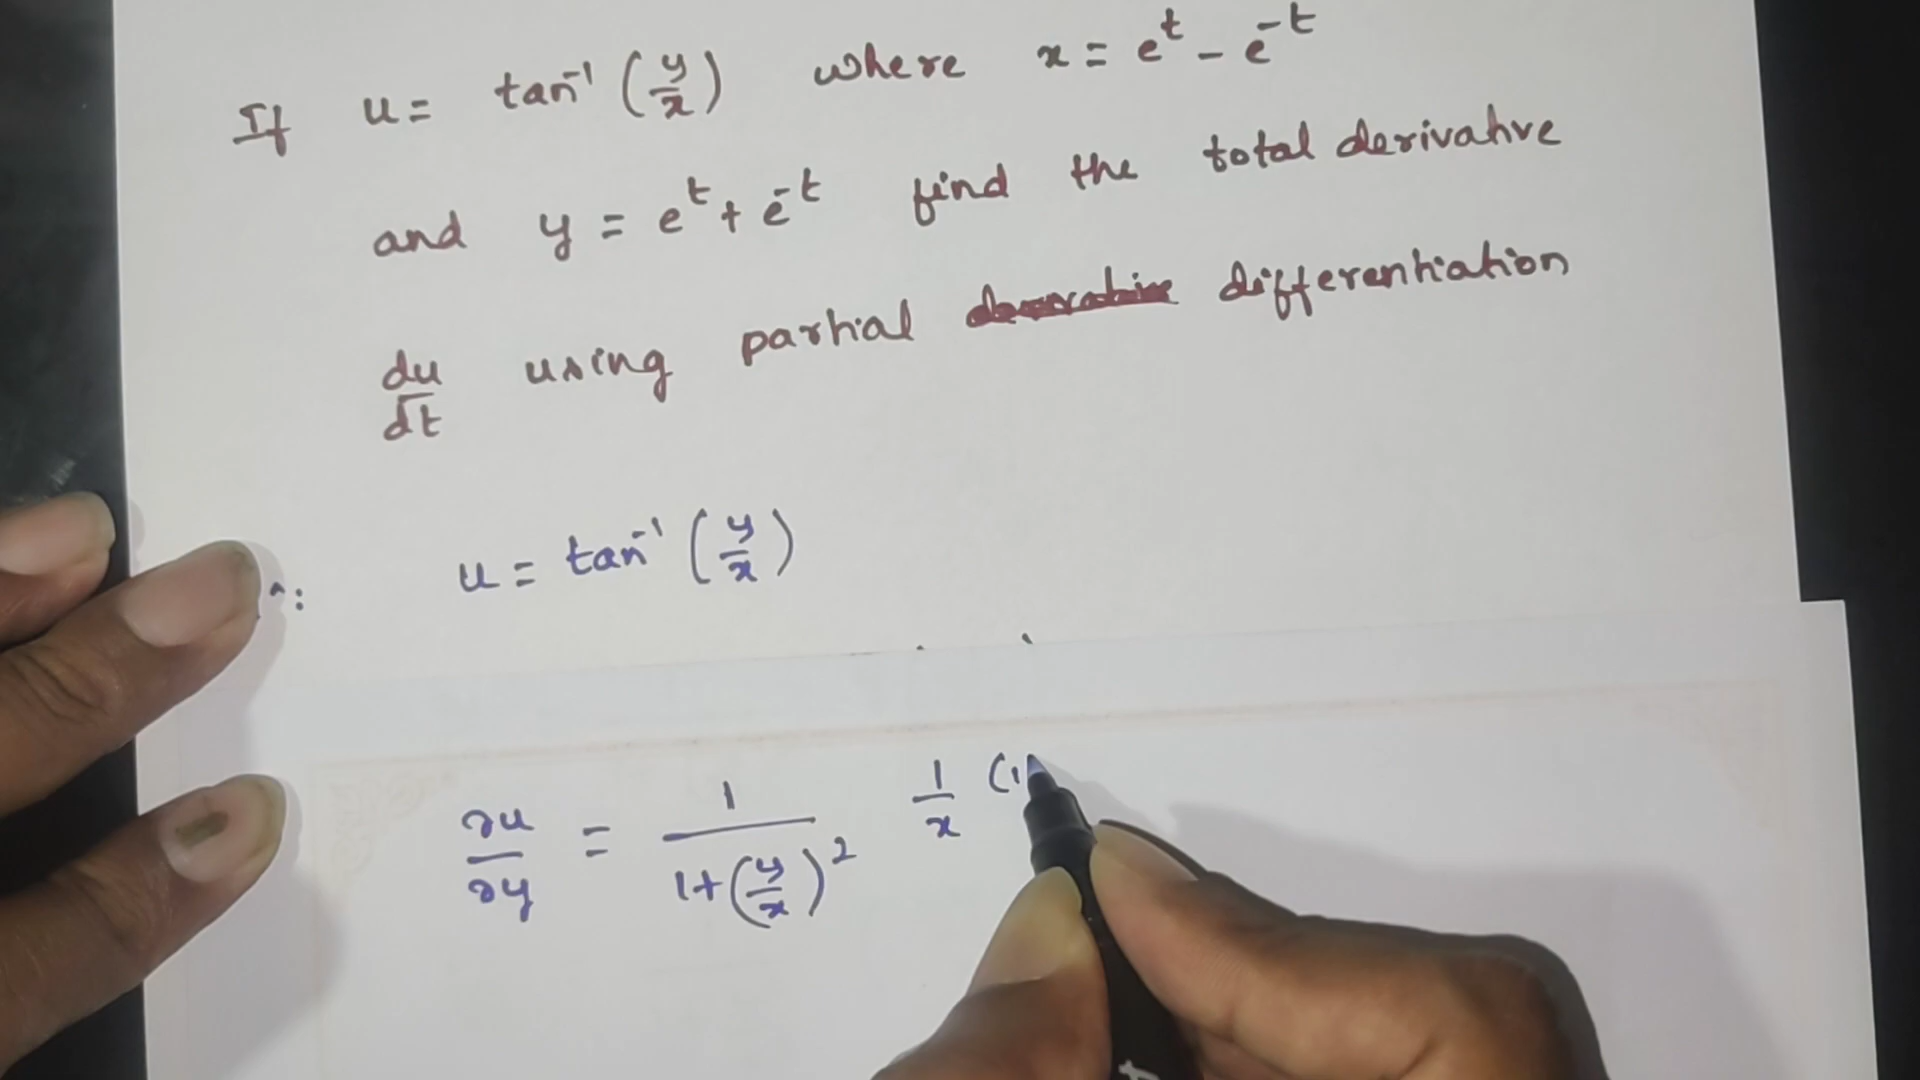 If u = tan⁻¹ (y/x) where x = eᵗ - e⁻ᵗ
and y = eᵗ + e⁻ᵗ find the total derivative
du/dt using partial differentiation
u = tan⁻¹ (y/x)
∂u/∂y = 1/(1+(y/x)²) 1/x (1